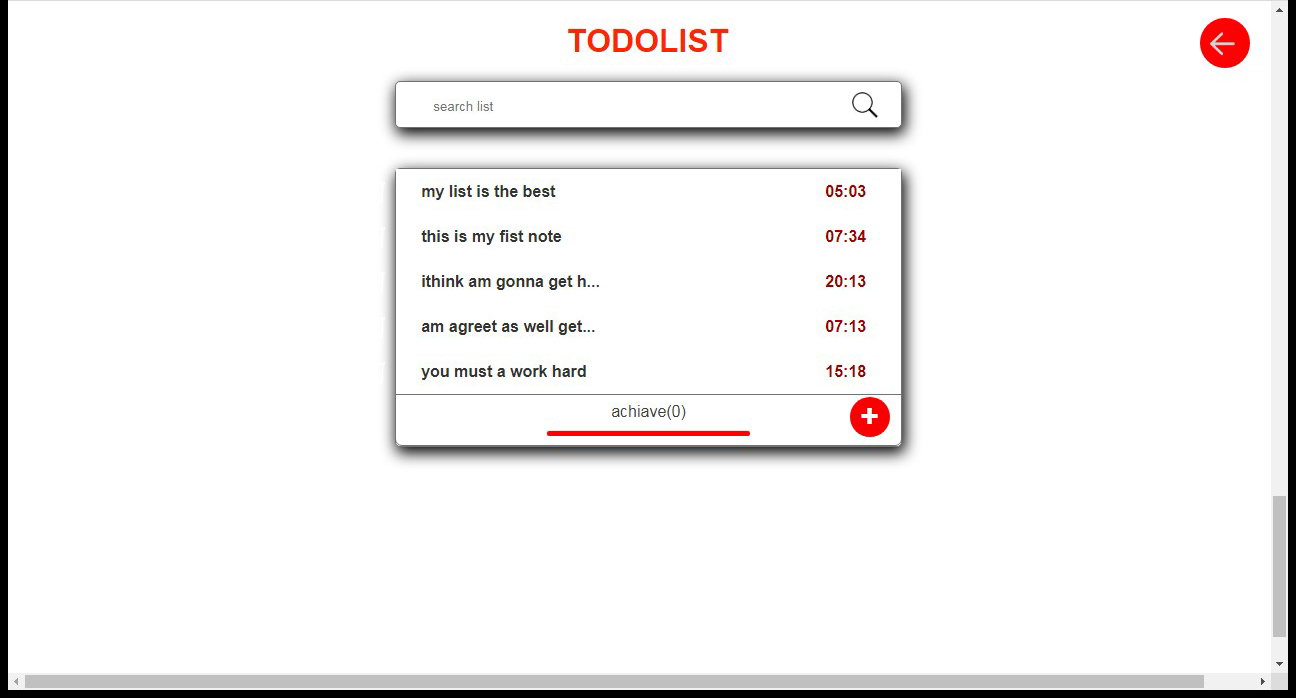 TODOLIST
search list
my list is the best 05:03
this is my fist note 07:34
ithink am gonna get h... 20:13
am agreet as well get... 07:13
you must a work hard 15:18
achiave(0)